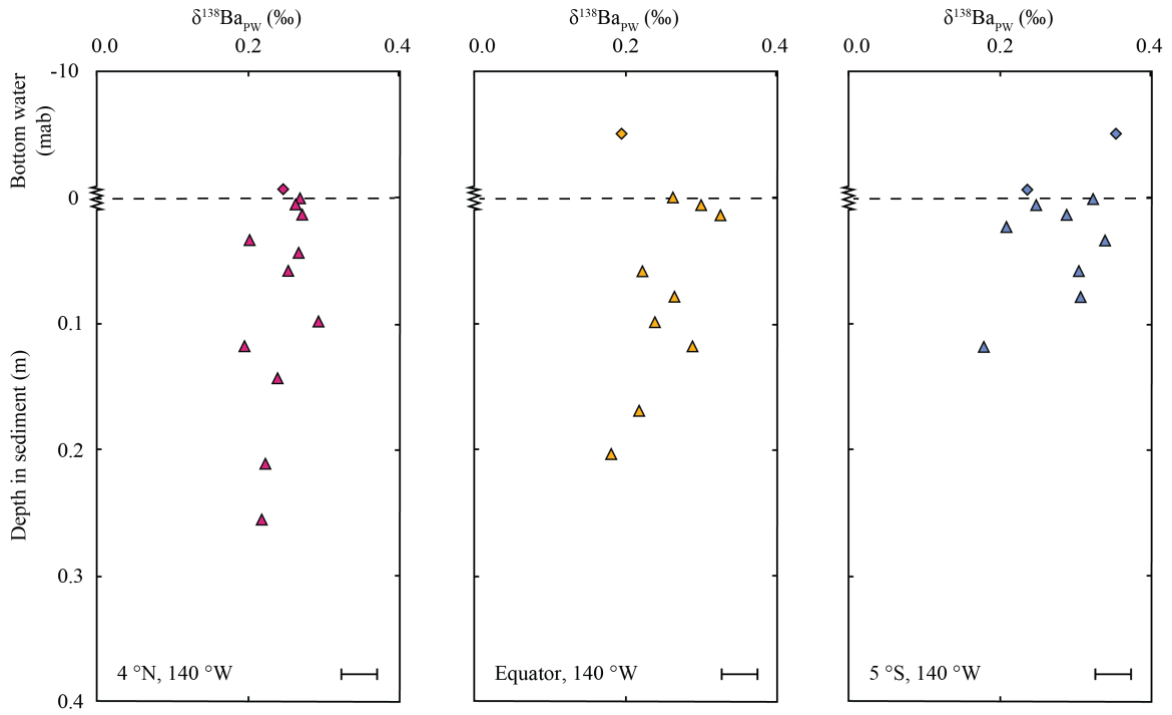 δ¹³⁸Ba_PW (‰)
0.0 0.2 0.4
δ¹³⁸Ba_PW (‰)
0.0 0.2 0.4
δ¹³⁸Ba_PW (‰)
0.0 0.2 0.4
Bottom water
(mab)
Depth in sediment (m)
-10
0
0.1
0.2
0.3
0.4
4 °N, 140 °W
Equator, 140 °W
5 °S, 140 °W